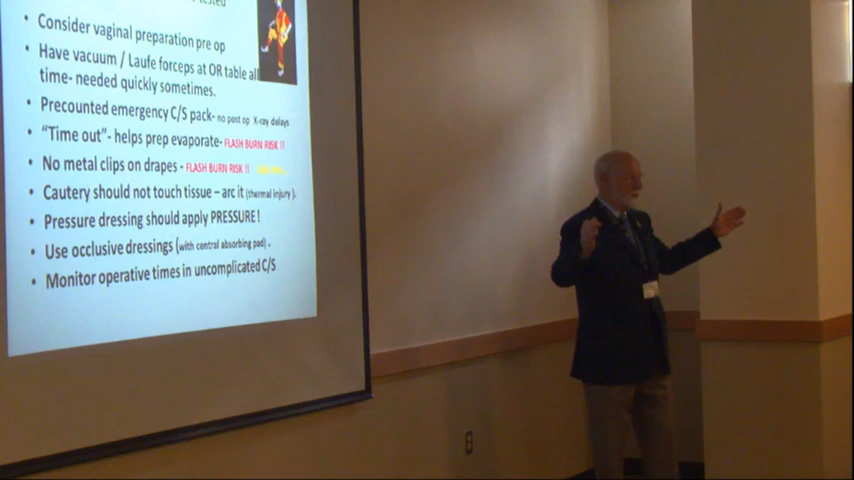 tested
• Consider vaginal preparation pre op
• Have vacuum / Laufe forceps at OR table all
time- needed quickly sometimes.
• Precounted emergency C/S pack- no post op X-ray delays
• “Time out”- helps prep evaporate- FLASH BURN RISK !!
• No metal clips on drapes - FLASH BURN RISK !!
• Cautery should not touch tissue – arc it (thermal injury ).
• Pressure dressing should apply PRESSURE !
• Use occlusive dressings (with central absorbing pad) .
• Monitor operative times in uncomplicated C/S